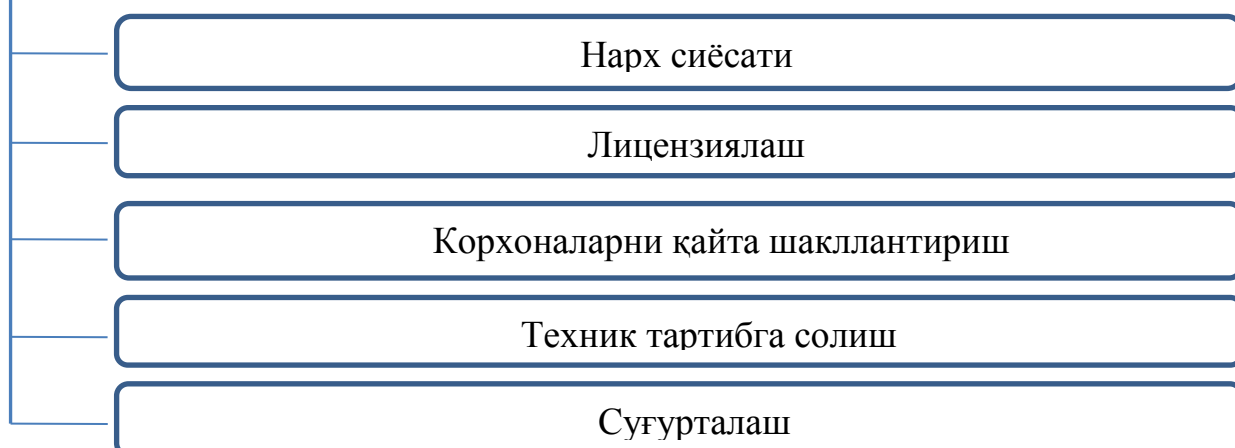 Нарх сиёсати
Лицензиялаш
Корхоналарни қайта шакллантириш
Техник тартибга солиш
Суғурталаш